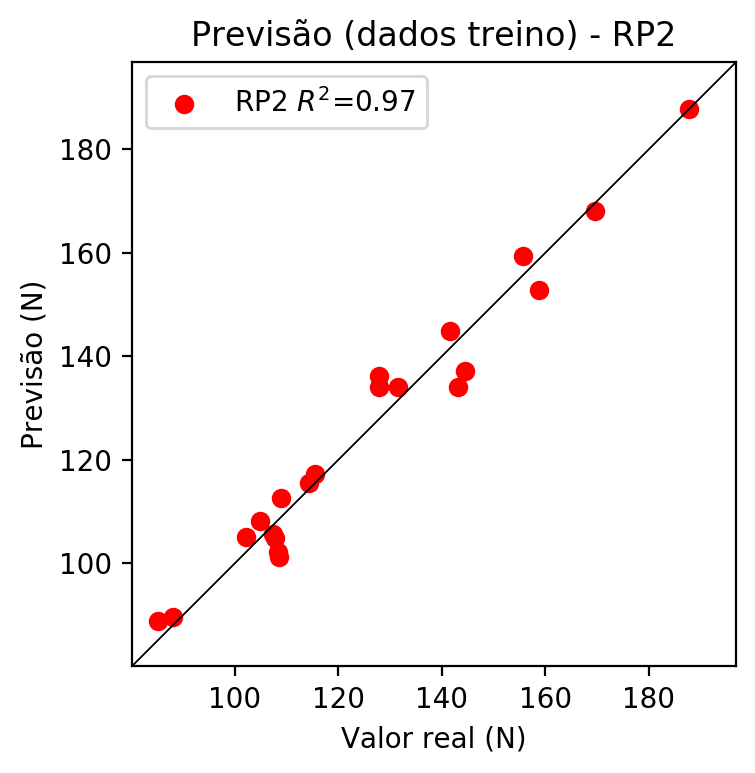 Previsão (dados treino) - RP2
RP2 R²=0.97
180
160
140
120
100
Previsão (N)
100 120 140 160 180
Valor real (N)